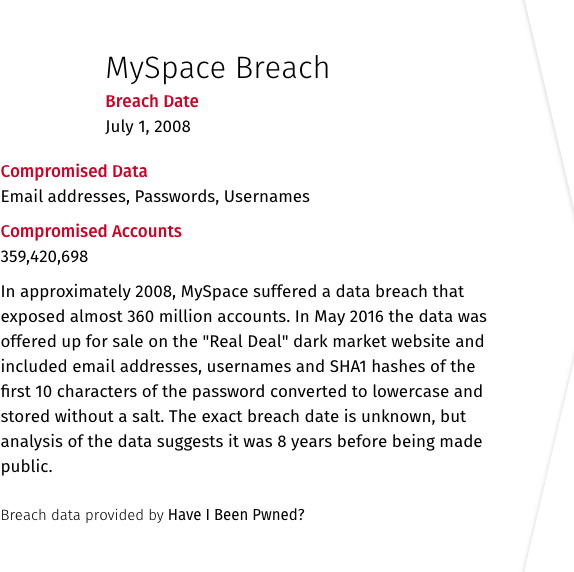 MySpace Breach
Breach Date
July 1, 2008
Compromised Data
Email addresses, Passwords, Usernames
Compromised Accounts
359,420,698
In approximately 2008, MySpace suffered a data breach that
exposed almost 360 million accounts. In May 2016 the data was
offered up for sale on the "Real Deal" dark market website and
included email addresses, usernames and SHA1 hashes of the
first 10 characters of the password converted to lowercase and
stored without a salt. The exact breach date is unknown, but
analysis of the data suggests it was 8 years before being made
public.
Breach data provided by Have I Been Pwned?